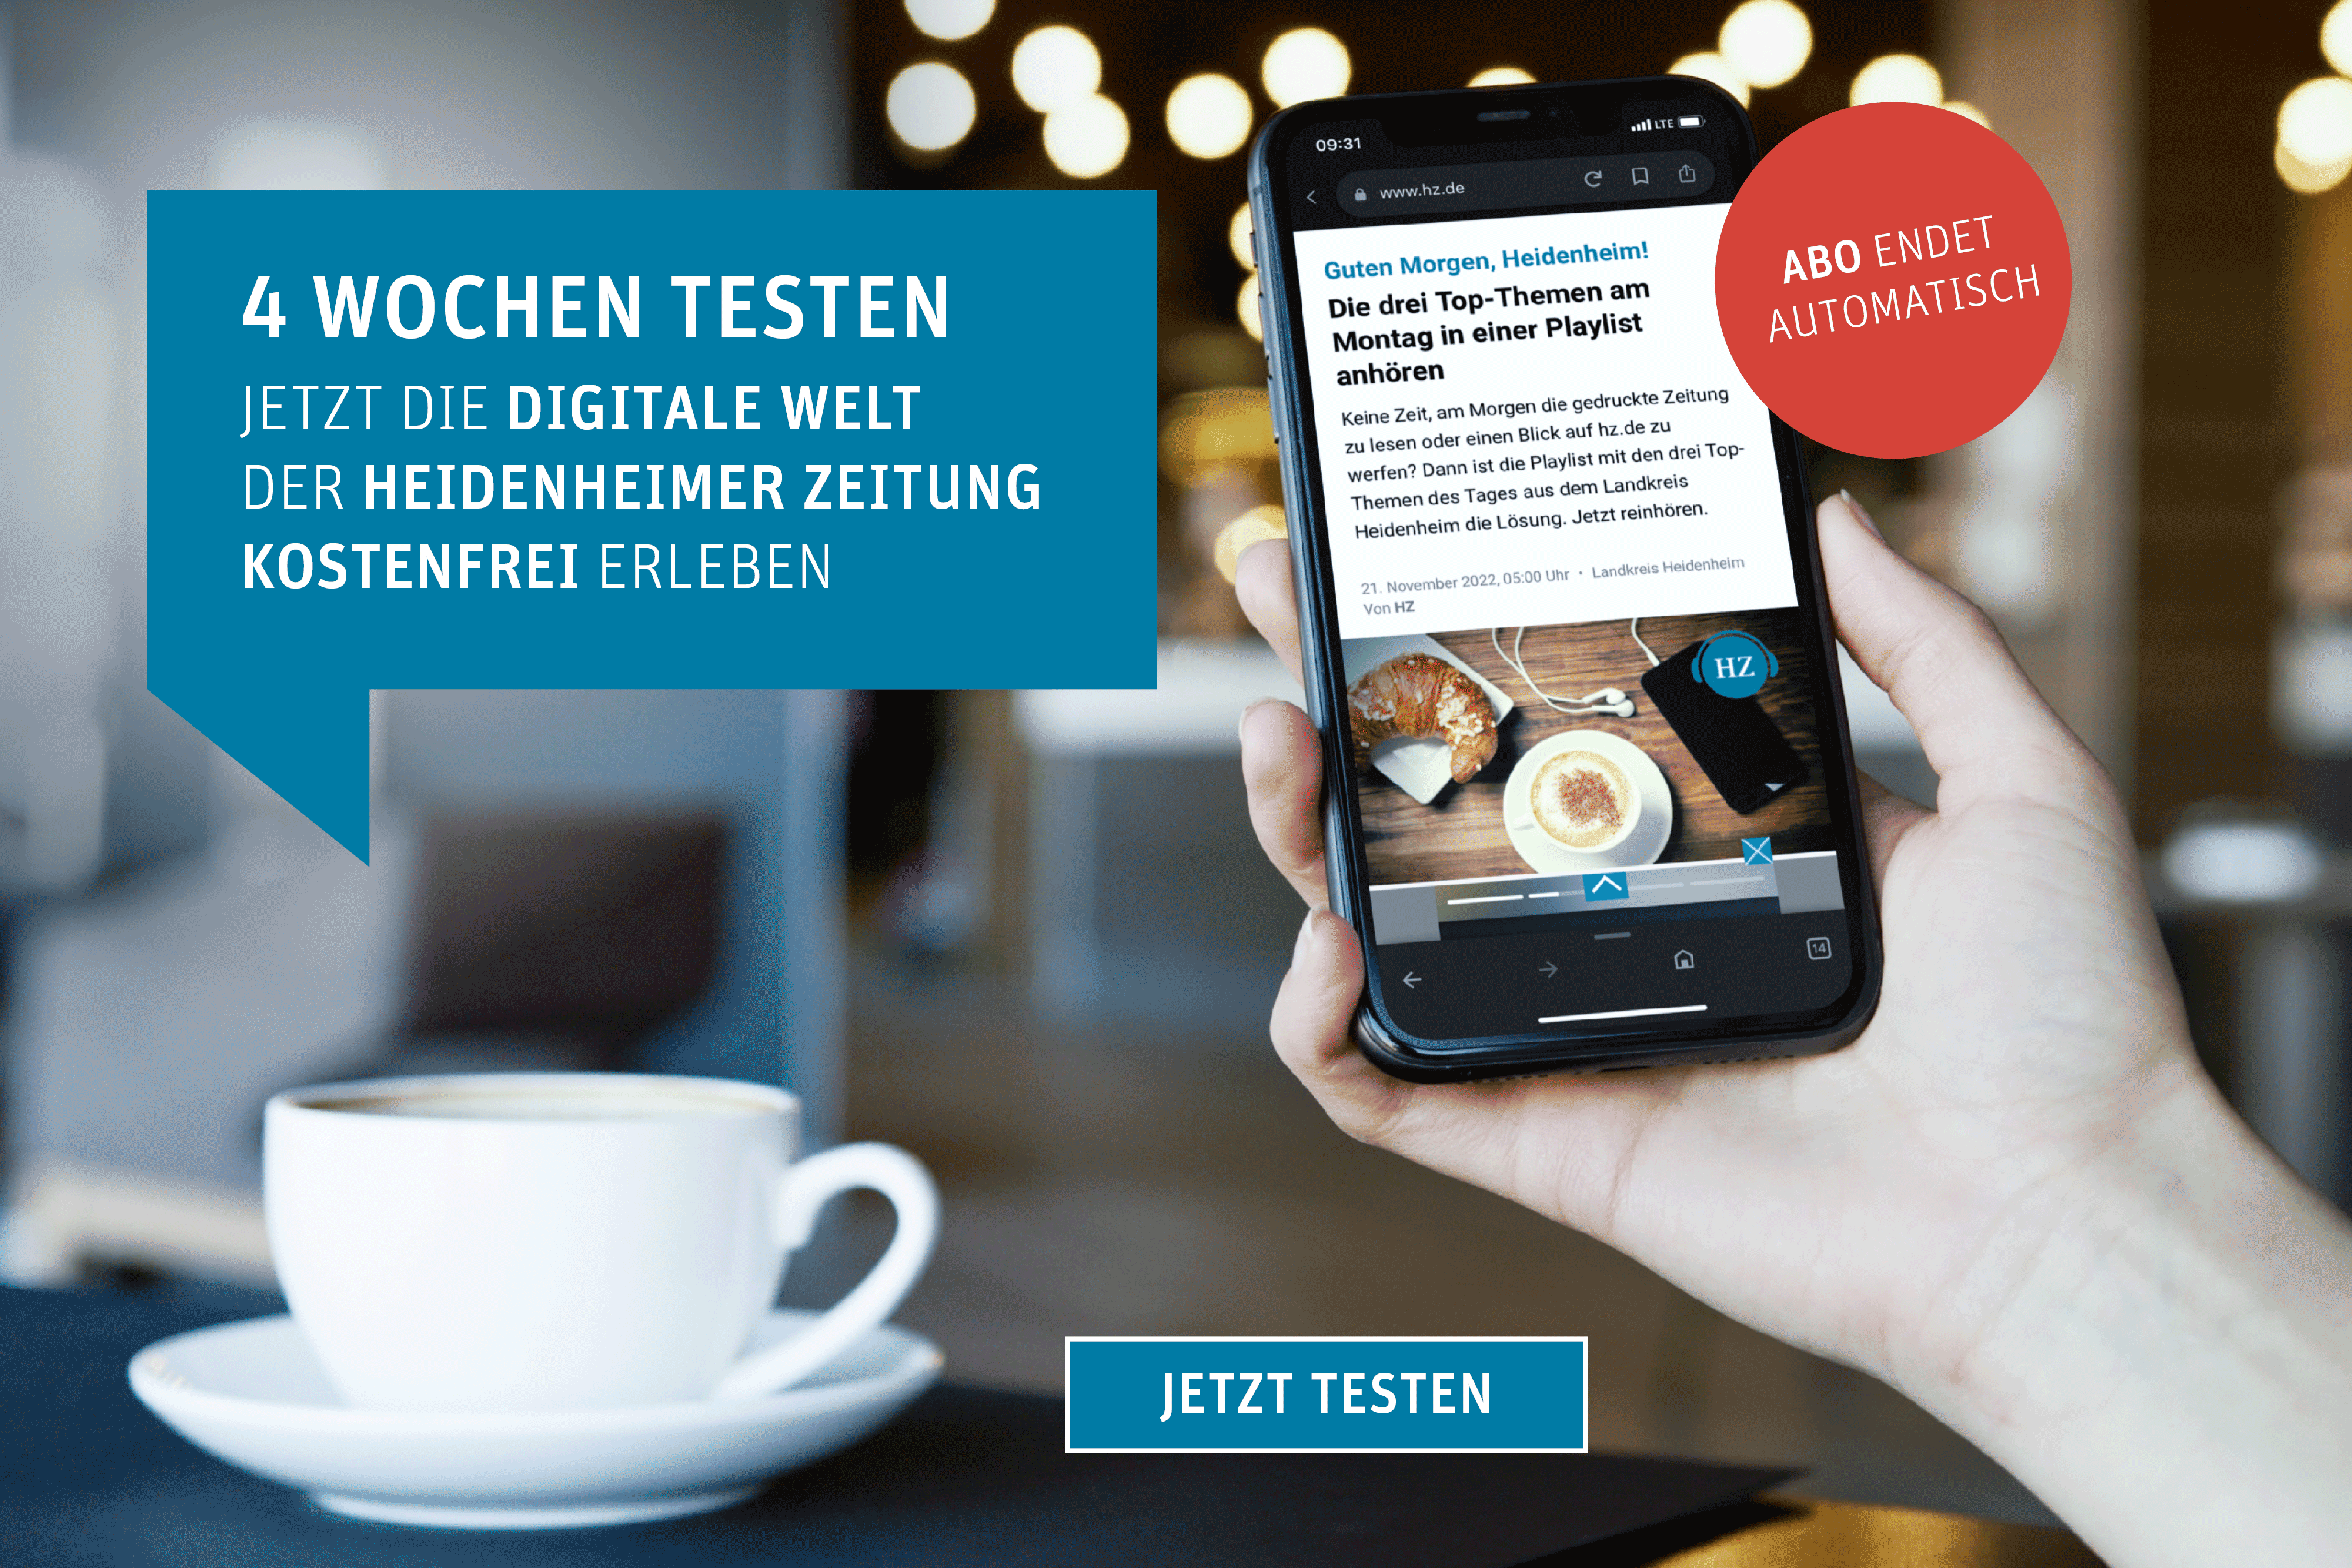 4 WOCHEN TESTEN
JETZT DIE DIGITALE WELT
DER HEIDENHEIMER ZEITUNG
KOSTENFREI ERLEBEN
09:31
LTE
www.hz.de
Guten Morgen, Heidenheim!
Die drei Top-Themen am
Montag in einer Playlist
anhören
Keine Zeit, am Morgen die gedruckte Zeitung
zu lesen oder einen Blick auf hz.de zu
werfen? Dann ist die Playlist mit den drei Top-
Themen des Tages aus dem Landkreis
Heidenheim die Lösung. Jetzt reinhören.
21. November 2022, 05:00 Uhr • Landkreis Heidenheim
Von HZ
HZ
14
ABO ENDET
AUTOMATISCH
JETZT TESTEN